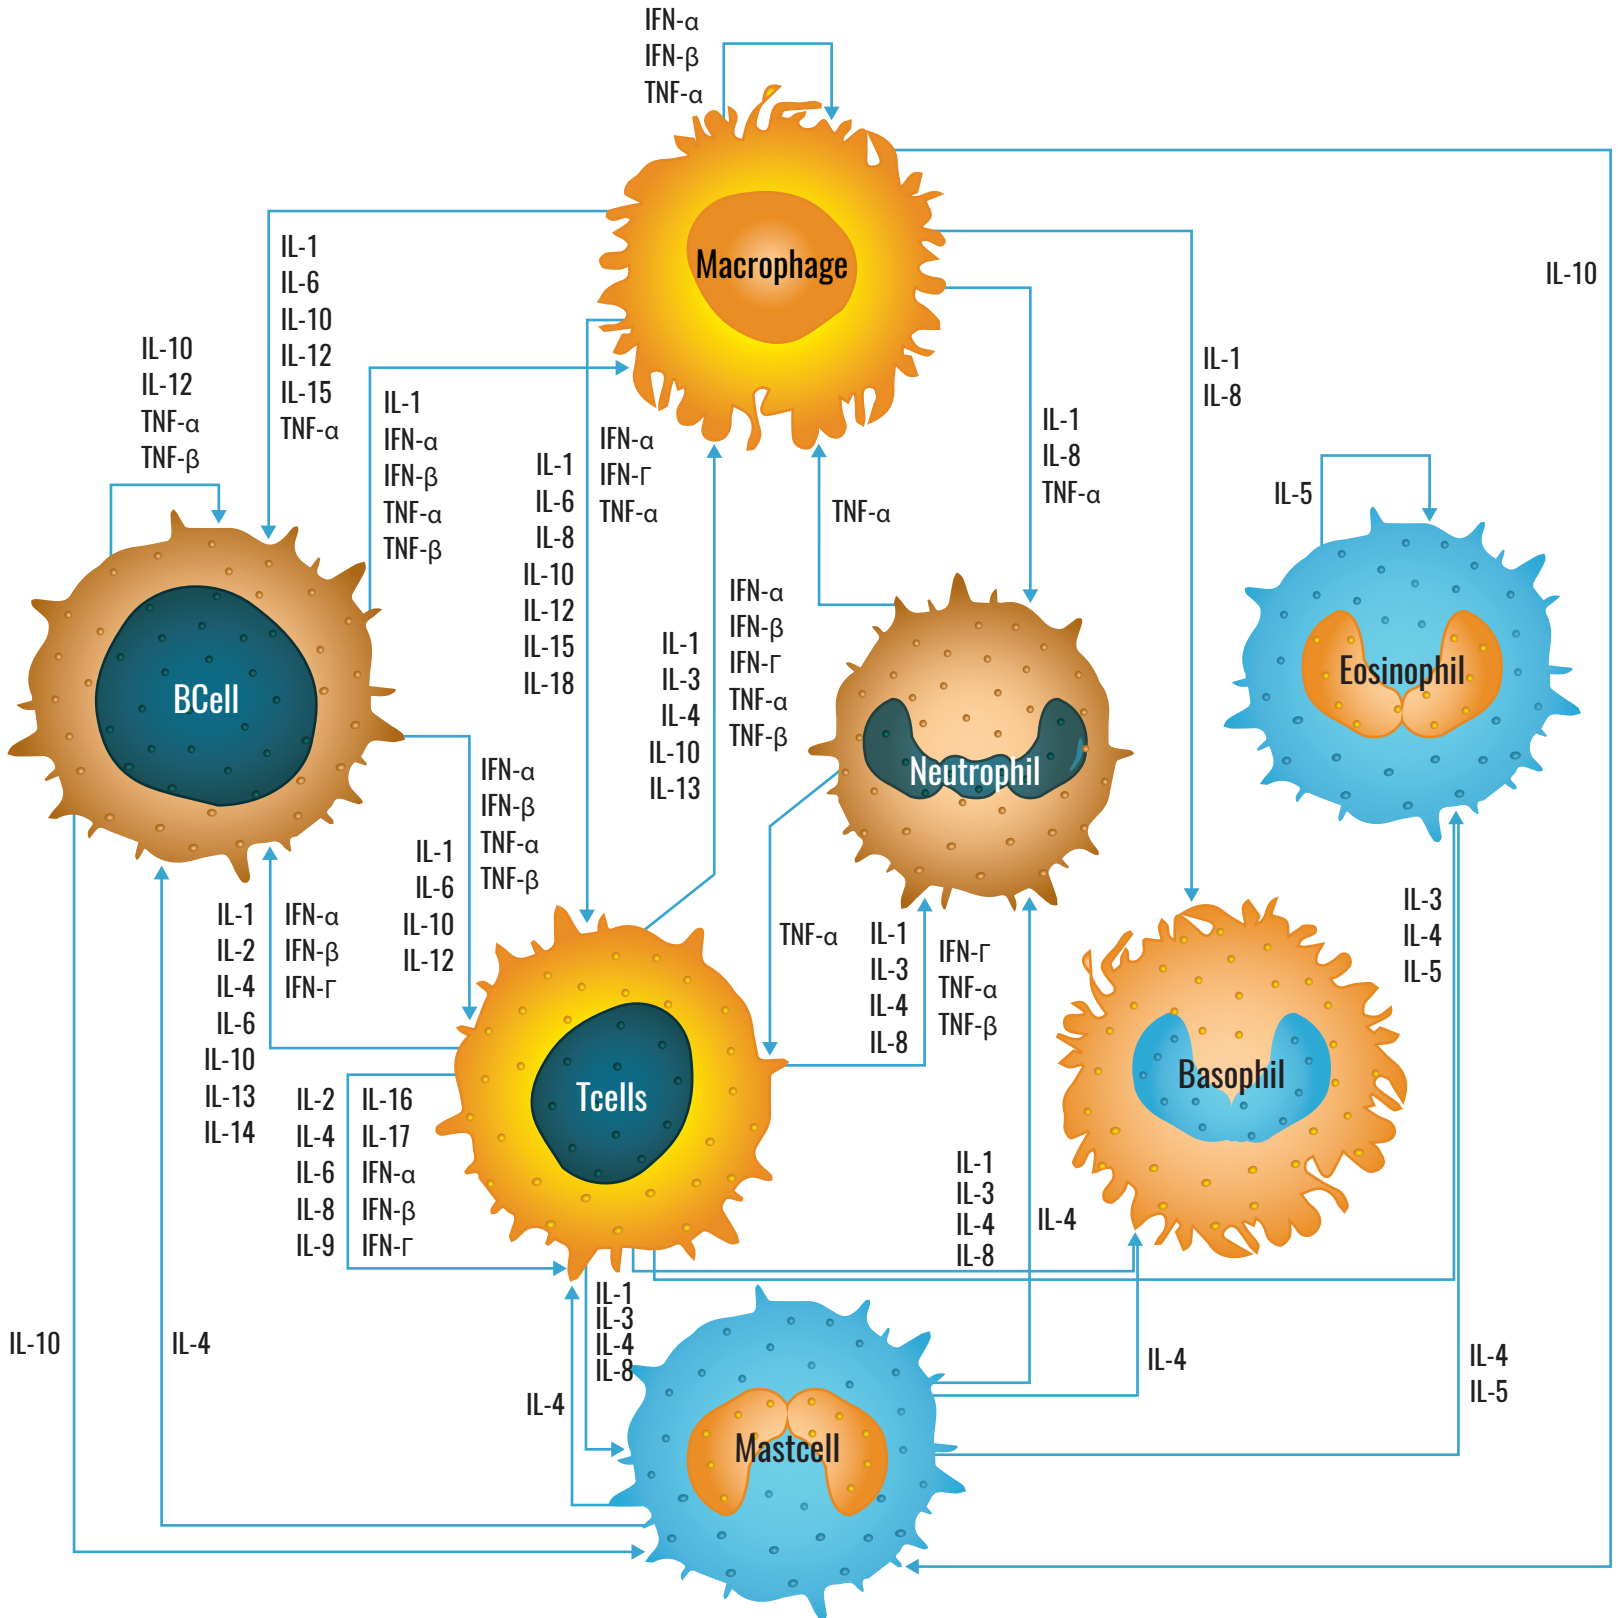 IFN-α
IFN-β
TNF-α
Macrophage
IL-10
IL-1
IL-6
IL-10
IL-12
IL-15
TNF-α
IL-10
IL-12
TNF-α
TNF-β
IL-1
IFN-α
IFN-β
TNF-α
TNF-β
IL-1
IL-6
IL-8
IL-10
IL-12
IL-15
IL-18
IFN-α
IFN-Γ
TNF-α
TNF-α
IL-1
IL-8
TNF-α
IL-1
IL-8
IL-5
BCell
IL-1
IL-3
IL-4
IL-10
IL-13
IFN-α
IFN-β
IFN-Γ
TNF-α
TNF-β
Neutrophil
Eosinophil
IL-1
IL-6
IL-10
IL-12
IFN-α
IFN-β
TNF-α
TNF-β
IL-1
IL-2
IL-4
IL-6
IL-10
IL-13
IL-14
IFN-α
IFN-β
IFN-Γ
TNF-α
IL-1
IL-3
IL-4
IL-8
IFN-Γ
TNF-α
TNF-β
IL-3
IL-4
IL-5
Tcells
Basophil
IL-2
IL-4
IL-6
IL-8
IL-9
IL-16
IL-17
IFN-α
IFN-β
IFN-Γ
IL-1
IL-3
IL-4
IL-8
IL-4
IL-10
IL-4
IL-1
IL-3
IL-4
IL-8
IL-4
IL-4
IL-4
IL-5
Mastcell